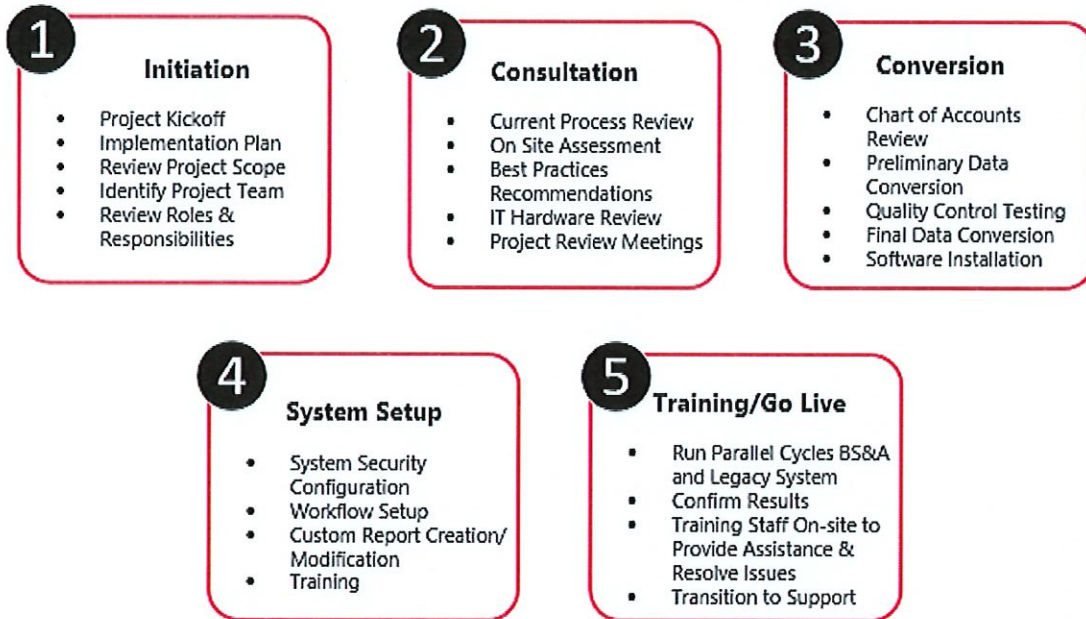 1
Initiation
• Project Kickoff
• Implementation Plan
• Review Project Scope
• Identify Project Team
• Review Roles &
Responsibilities
2
Consultation
• Current Process Review
• On Site Assessment
• Best Practices
Recommendations
• IT Hardware Review
• Project Review Meetings
3
Conversion
• Chart of Accounts
Review
• Preliminary Data
Conversion
• Quality Control Testing
• Final Data Conversion
• Software Installation
4
System Setup
• System Security
Configuration
• Workflow Setup
• Custom Report Creation/
Modification
• Training
5
Training/Go Live
• Run Parallel Cycles BS&A
and Legacy System
• Confirm Results
• Training Staff On-site to
Provide Assistance &
Resolve Issues
• Transition to Support